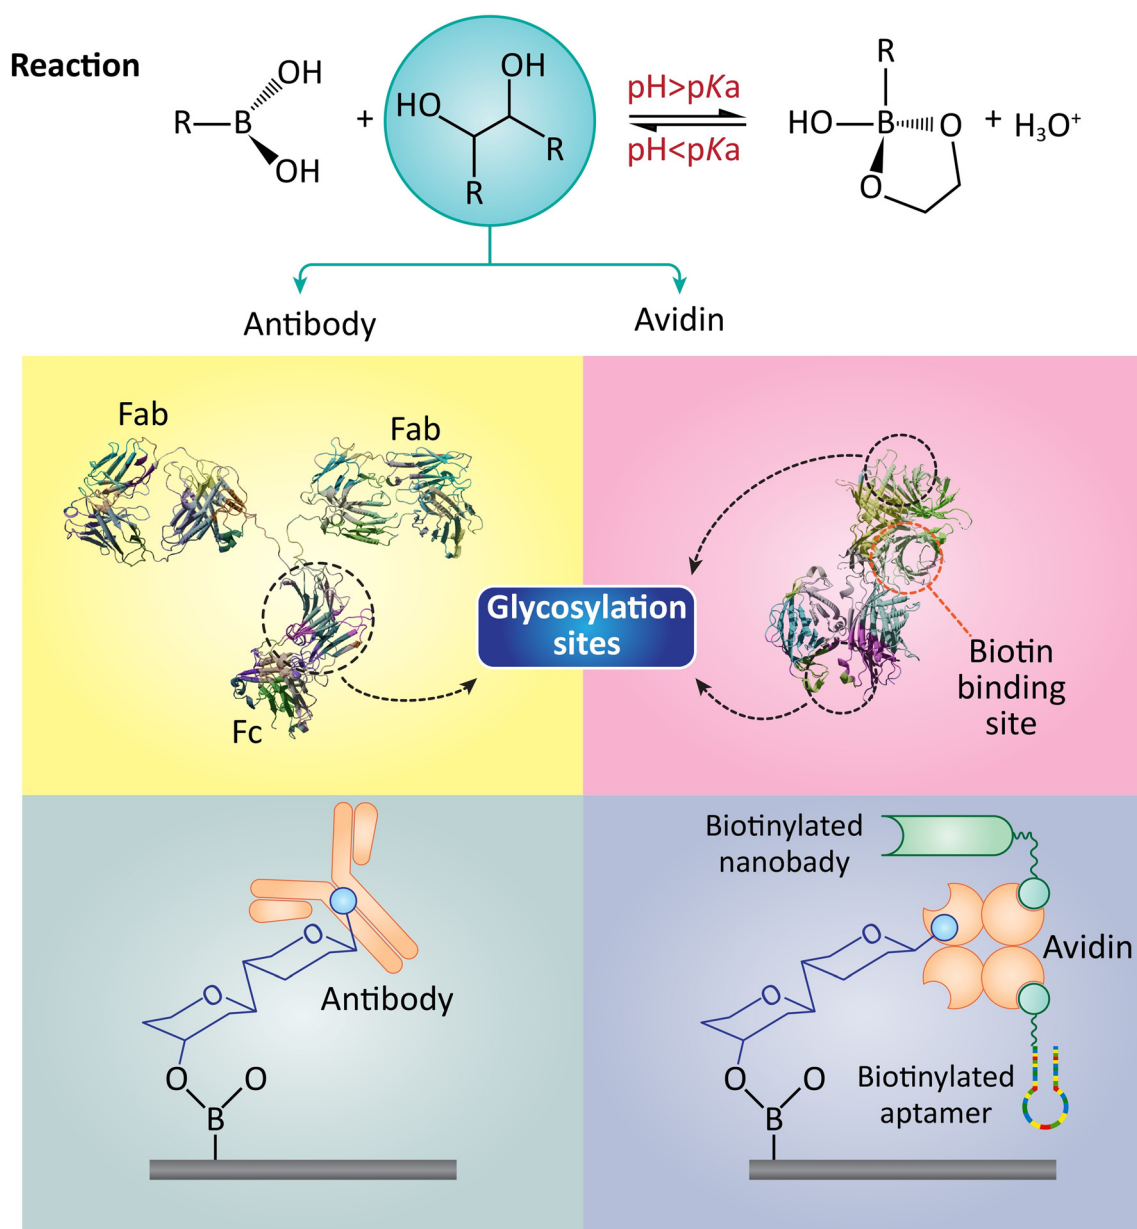 Reaction
R
B
OH
OH
+
HO
OH
R
R
pH>pKa
pH<pKa
R
HO
B
O
O
+ H₃O⁺
Antibody
Avidin
Fab
Fab
Fc
Glycosylation
sites
Biotin
binding
site
O
O
Antibody
O
O
B
Biotinylated
nanobady
O
O
Avidin
O
O
B
Biotinylated
aptamer